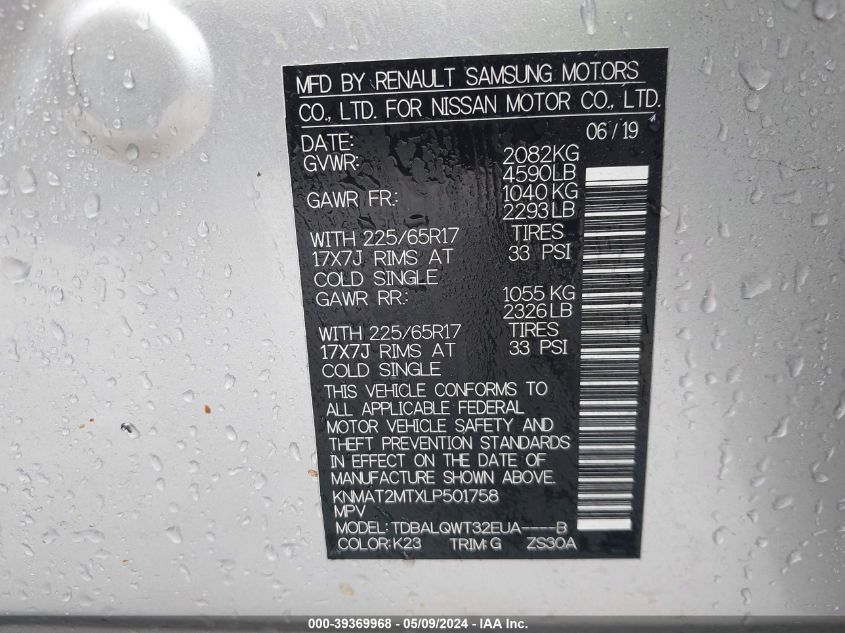 MFD BY RENAULT SAMSUNG MOTORS
CO., LTD. FOR NISSAN MOTOR CO., LTD.
DATE: 06/19
GVWR: 2082KG
4590LB
GAWR FR: 1040KG
2293LB
WITH 225/65R17 TIRES
17X7J RIMS AT 33 PSI
COLD SINGLE
GAWR RR: 1055KG
2326LB
WITH 225/65R17 TIRES
17X7J RIMS AT 33 PSI
COLD SINGLE
THIS VEHICLE CONFORMS TO
ALL APPLICABLE FEDERAL
MOTOR VEHICLE SAFETY AND
THEFT PREVENTION STANDARDS
IN EFFECT ON THE DATE OF
MANUFACTURE SHOWN ABOVE.
KNMAT2MTXLP501758
MPV
MODEL: TDBALQWT32EUA----B
COLOR: K23 TRIM: G ZS30A
000-39369968 - 05/09/2024 - IAA Inc.